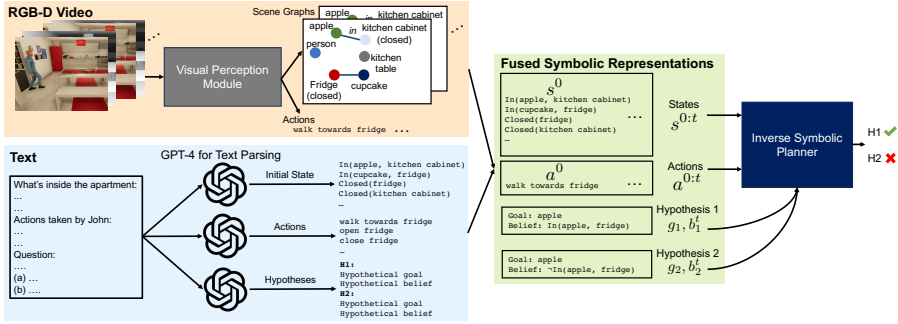 RGB-D Video
Visual Perception
Module
Scene Graphs
apple
in
kitchen cabinet
apple
in
kitchen cabinet
(closed)
person
kitchen
table
Fridge
(closed)
cupcake
...
Actions
walk towards fridge ...
Text
GPT-4 for Text Parsing
What's inside the apartment:
...
...
Actions taken by John:
...
...
Question:
....
(a) ...
(b) ....
Initial State
In(apple, kitchen cabinet)
In(cupcake, fridge)
Closed(fridge)
Closed(kitchen cabinet)
…
Actions
walk towards fridge
open fridge
close fridge
…
Hypotheses
H1:
Hypothetical goal
Hypothetical belief
H2:
Hypothetical goal
Hypothetical belief
Fused Symbolic Representations
s⁰
In(apple, kitchen cabinet)
In(cupcake, fridge)
Closed(fridge)
Closed(kitchen cabinet)
…
...
States
s⁰:ᵗ
a⁰
walk towards fridge ...
Actions
a⁰:ᵗ
Goal: apple
Belief: In(apple, fridge)
Hypothesis 1
g₁, b₁ᵗ
Goal: apple
Belief: ¬In(apple, fridge)
Hypothesis 2
g₂, b₂ᵗ
Inverse Symbolic
Planner
H1 ✔
H2 ✖